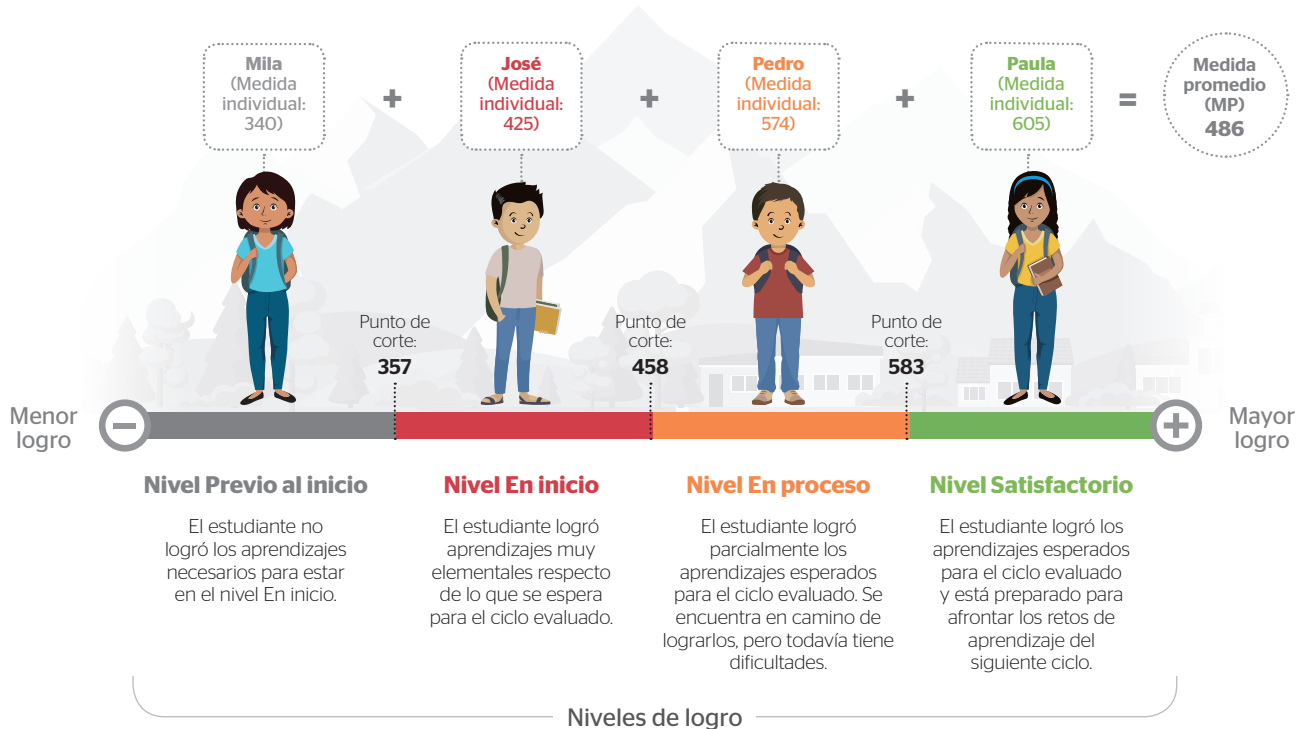 Mila
(Medida
individual:
340)
+
José
(Medida
individual:
425)
+
Pedro
(Medida
individual:
574)
+
Paula
(Medida
individual:
605)
=
Medida
promedio
(MP)
486
Punto de
corte:
357
Punto de
corte:
458
Punto de
corte:
583
Menor
logro
−
+
Mayor
logro
Nivel Previo al inicio
El estudiante no
logró los aprendizajes
necesarios para estar
en el nivel En inicio.
Nivel En inicio
El estudiante logró
aprendizajes muy
elementales respecto
de lo que se espera
para el ciclo evaluado.
Nivel En proceso
El estudiante logró
parcialmente los
aprendizajes esperados
para el ciclo evaluado. Se
encuentra en camino de
lograrlos, pero todavía tiene
dificultades.
Nivel Satisfactorio
El estudiante logró los
aprendizajes esperados
para el ciclo evaluado
y está preparado para
afrontar los retos de
aprendizaje del
siguiente ciclo.
Niveles de logro